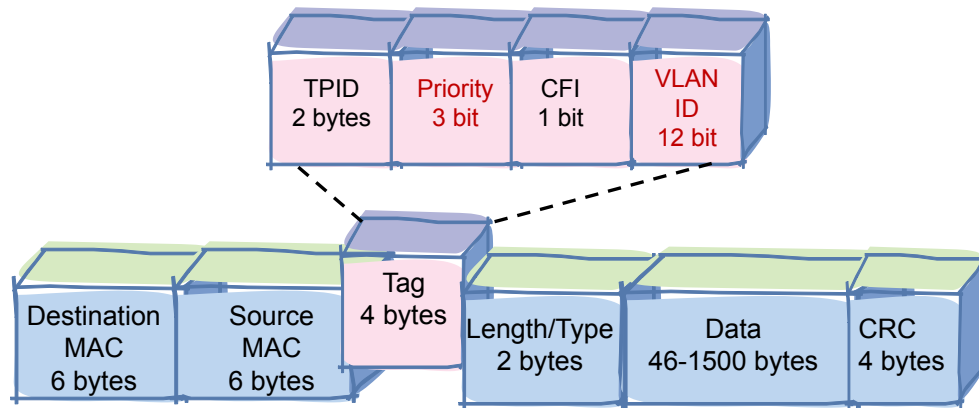 TPID
2 bytes
Priority
3 bit
CFI
1 bit
VLAN
ID
12 bit
Destination
MAC
6 bytes
Source
MAC
6 bytes
Tag
4 bytes
Length/Type
2 bytes
Data
46-1500 bytes
CRC
4 bytes